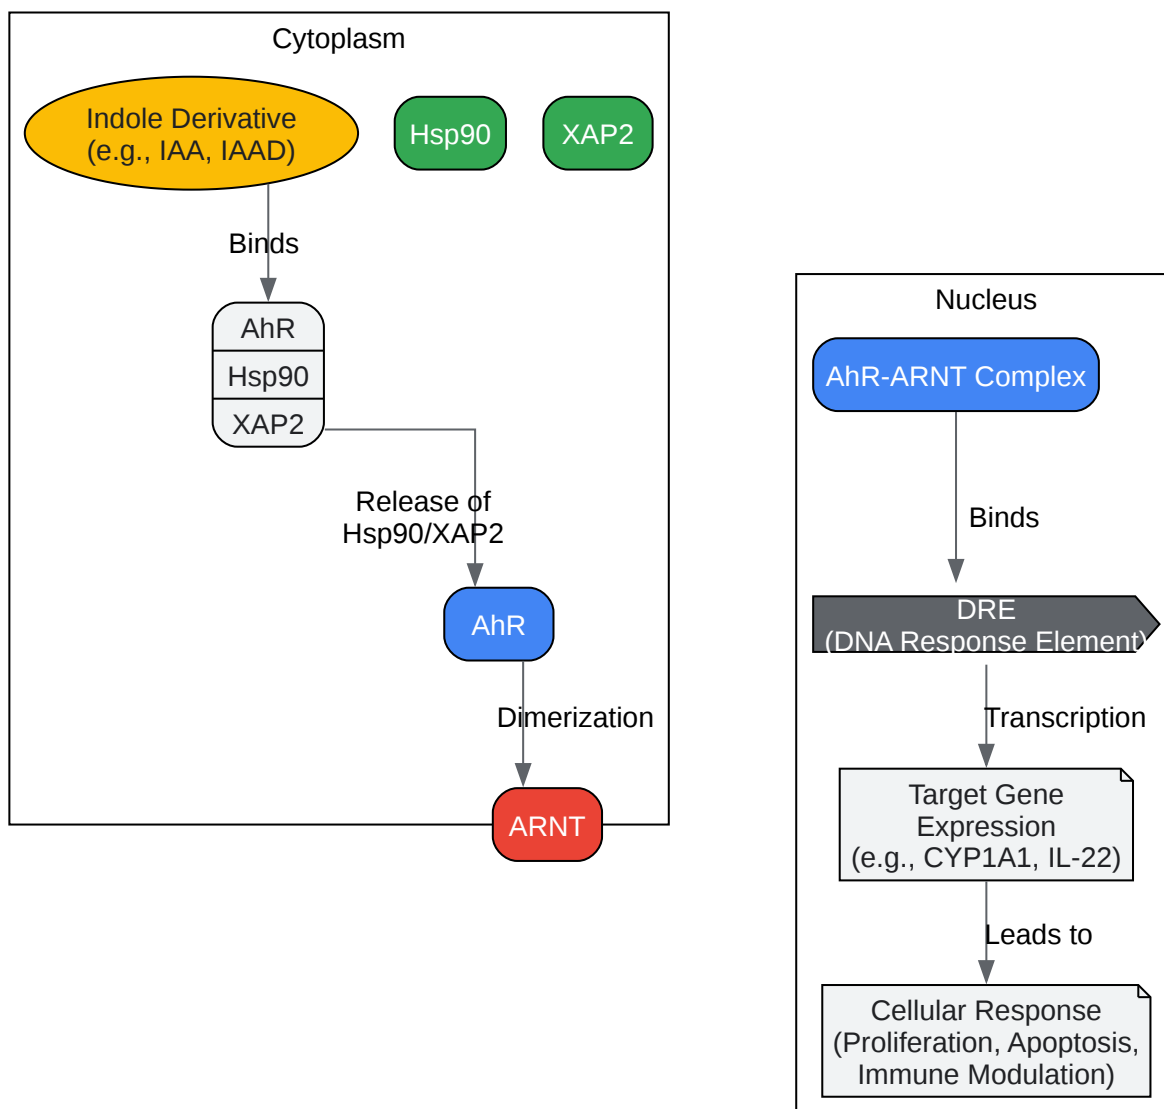 Cytoplasm
Indole Derivative
(e.g., IAA, IAAD)
Hsp90
XAP2
Binds
AhR
Hsp90
XAP2
Release of
Hsp90/XAP2
AhR
Dimerization
ARNT
Nucleus
AhR-ARNT Complex
Binds
DRE
(DNA Response Element)
Transcription
Target Gene
Expression
(e.g., CYP1A1, IL-22)
Leads to
Cellular Response
(Proliferation, Apoptosis,
Immune Modulation)